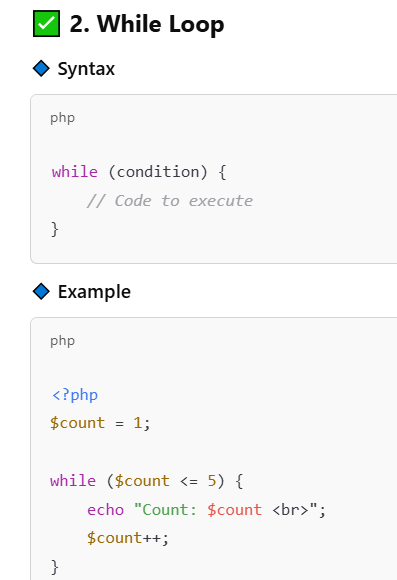 ✅ 2. While Loop
🔷 Syntax
php
while (condition) {
    // Code to execute
}
🔷 Example
php
<?php
$count = 1;
while ($count <= 5) {
    echo "Count: $count <br>";
    $count++;
}